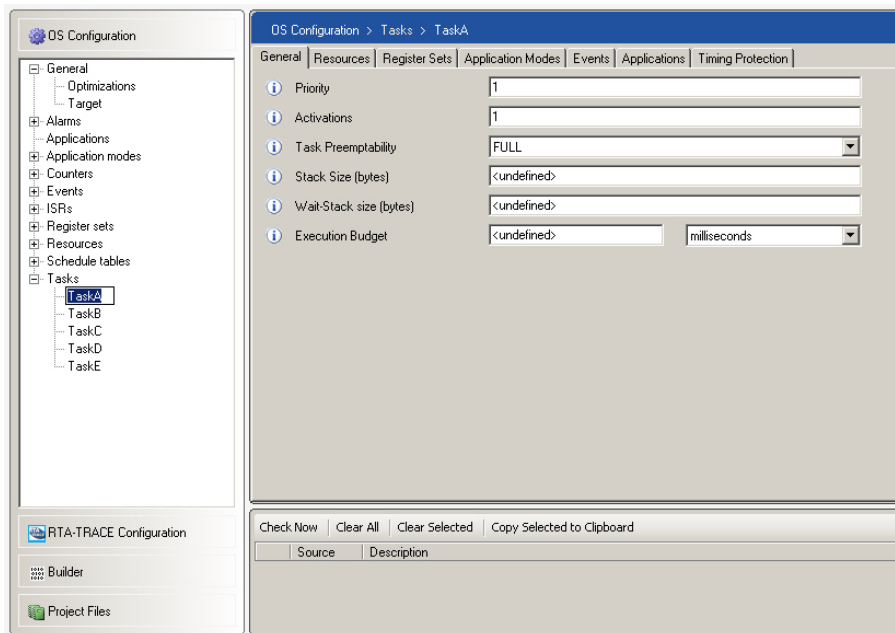 OS Configuration
General
Optimizations
Target
Alarms
Applications
Application modes
Counters
Events
ISRs
Register sets
Resources
Schedule tables
Tasks
TaskA
TaskB
TaskC
TaskD
TaskE
RTA-TRACE Configuration
Builder
Project Files
OS Configuration > Tasks > TaskA
General Resources Register Sets Application Modes Events Applications Timing Protection
Priority 1
Activations 1
Task Preemptability FULL
Stack Size (bytes) <undefined>
Wait-Stack size (bytes) <undefined>
Execution Budget <undefined> milliseconds
Check Now Clear All Clear Selected Copy Selected to Clipboard
Source Description